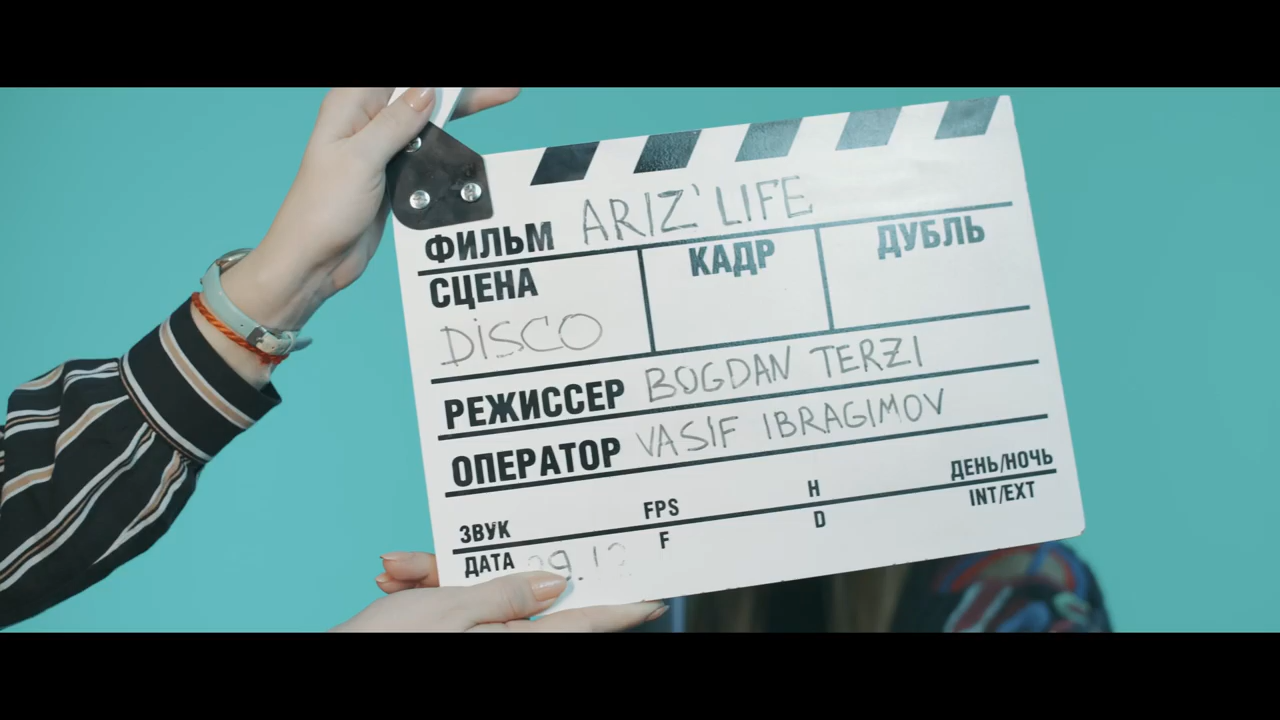 ФИЛЬМ ARIZ'LIFE
СЦЕНА КАДР ДУБЛЬ
DISCO
РЕЖИССЕР BOGDAN TERZI
ОПЕРАТОР VASIF IBRAGIMOV
ЗВУК FPS H ДЕНЬ/НОЧЬ
ДАТА F D INT/EXT